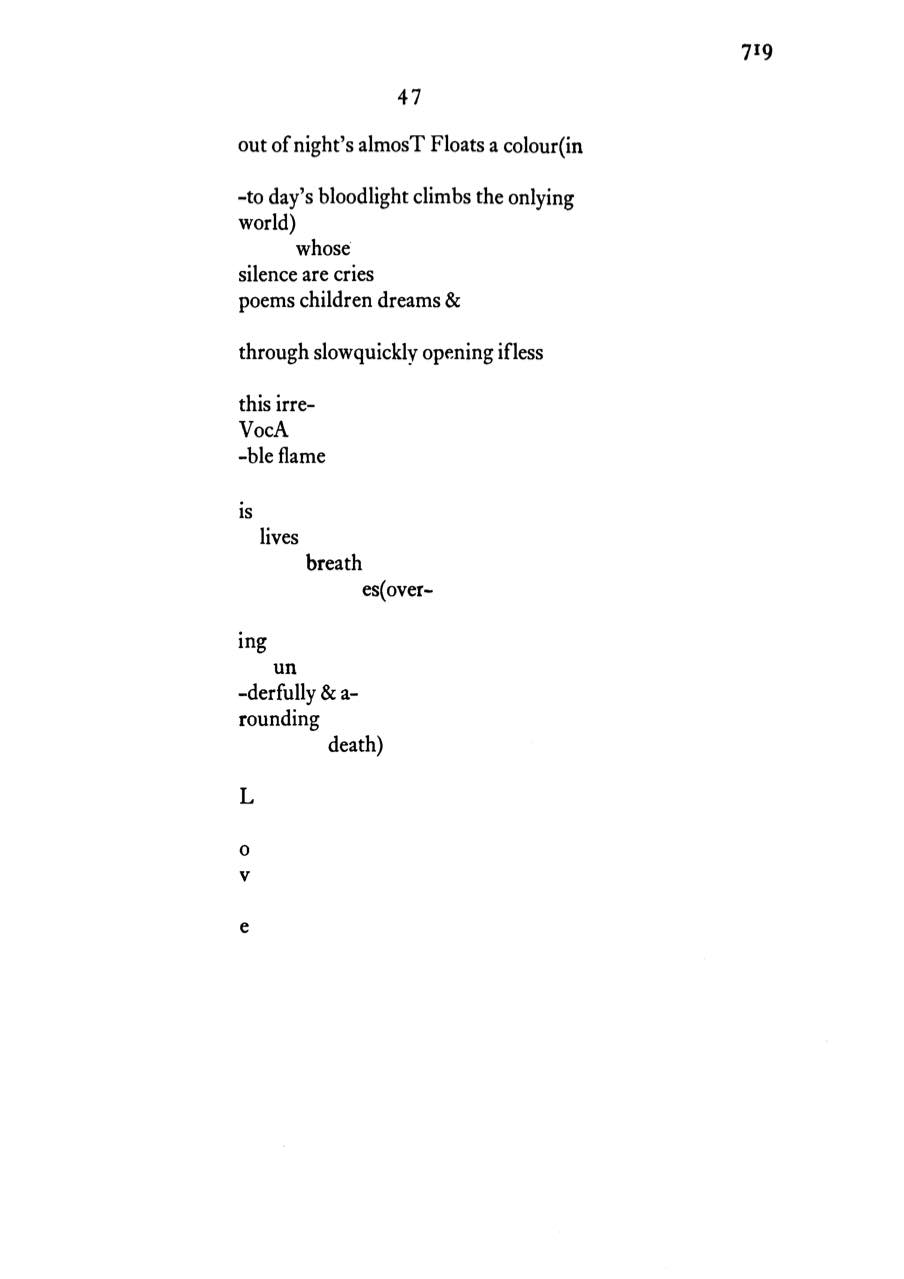 719
47
out of night's almosT Floats a colour(in
-to day's bloodlight climbs the onlying
world)
whose
silence are cries
poems children dreams &
through slowquickly opening ifless
this irre-
VocA
-ble flame
is
lives
breath
es(over-
ing
un
-derfully & a-
rounding
death)
L
o
v
e